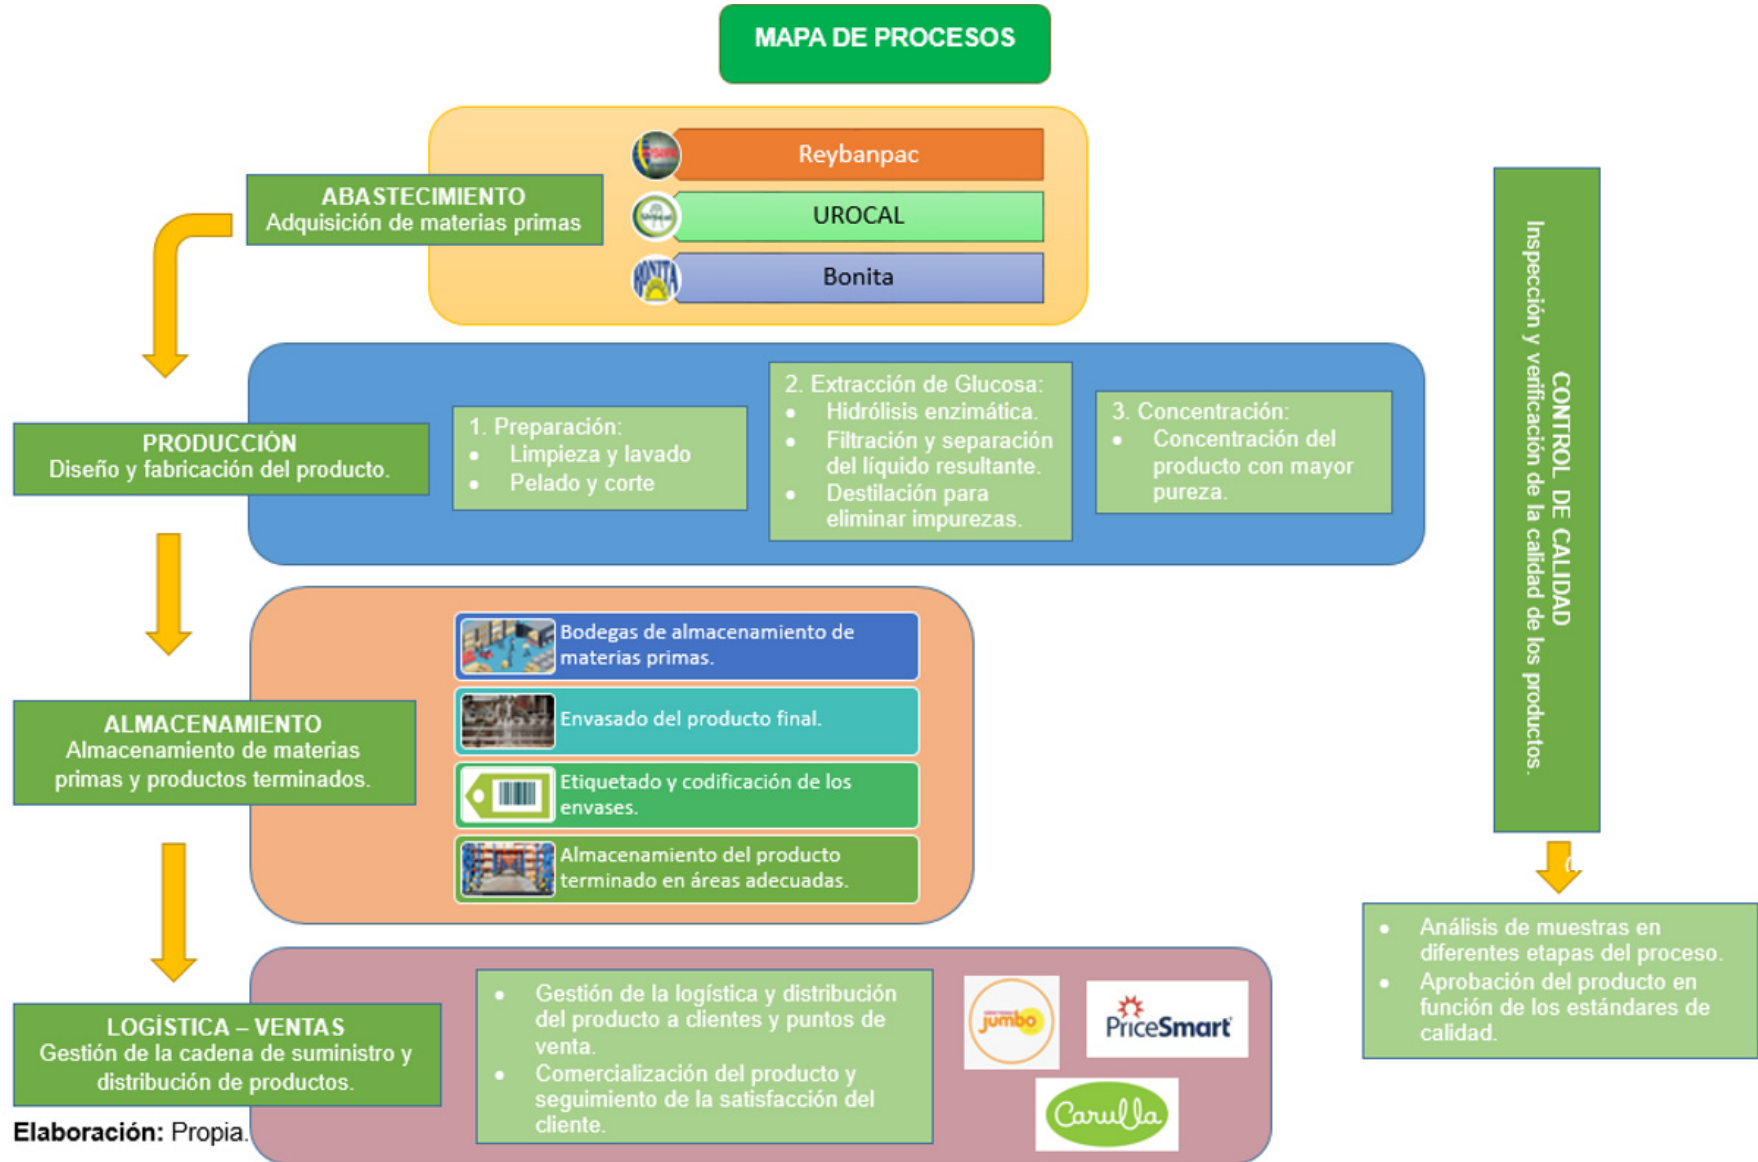 MAPA DE PROCESOS
Reybanpac
ABASTECIMIENTO
Adquisición de materias primas
UROCAL
BONITA
Bonita
PRODUCCIÓN
Diseño y fabricación del producto.
1. Preparación:
• Limpieza y lavado
• Pelado y corte
2. Extracción de Glucosa:
• Hidrólisis enzimática.
• Filtración y separación
del líquido resultante.
• Destilación para
eliminar impurezas.
3. Concentración:
• Concentración del
producto con mayor
pureza.
ALMACENAMIENTO
Almacenamiento de materias
primas y productos terminados.
Bodegas de almacenamiento de
materias primas.
Envasado del producto final.
Etiquetado y codificación de los
envases.
Almacenamiento del producto
terminado en áreas adecuadas.
LOGÍSTICA – VENTAS
Gestión de la cadena de suministro y
distribución de productos.
• Gestión de la logística y distribución
del producto a clientes y puntos de
venta.
• Comercialización del producto y
seguimiento de la satisfacción del
cliente.
jumbo
PriceSmart
Carulla
CONTROL DE CALIDAD
Inspección y verificación de la calidad de los productos.
• Análisis de muestras en
diferentes etapas del proceso.
• Aprobación del producto en
función de los estándares de
calidad.
Elaboración: Propia.